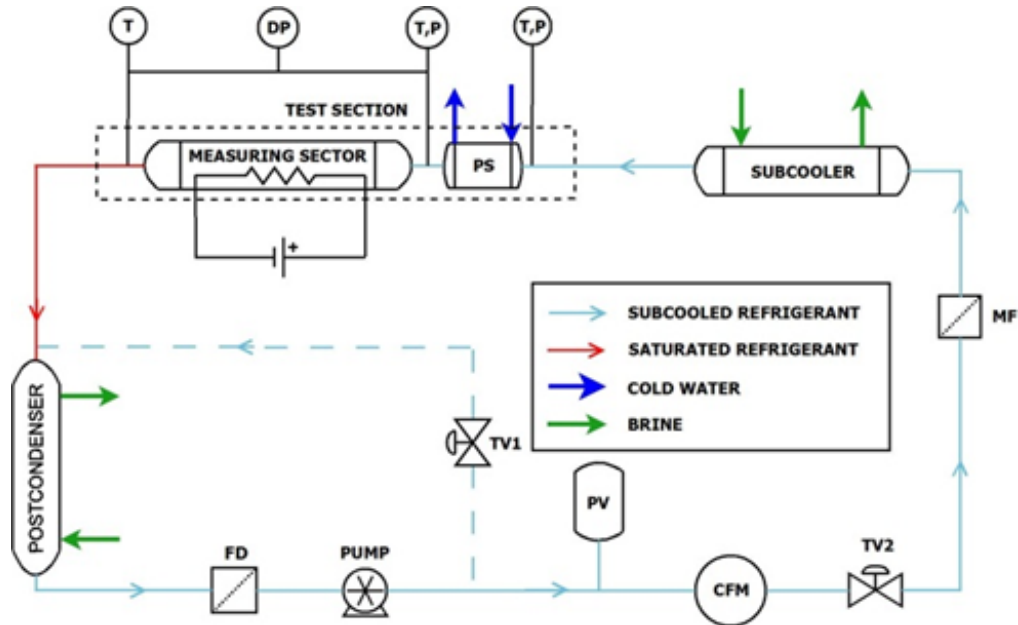 T
DP
T,P
T,P
TEST SECTION
MEASURING SECTOR
PS
SUBCOOLER
+
MF
SUBCOOLED REFRIGERANT
SATURATED REFRIGERANT
COLD WATER
BRINE
POSTCONDENSER
TV1
PV
FD
PUMP
CFM
TV2